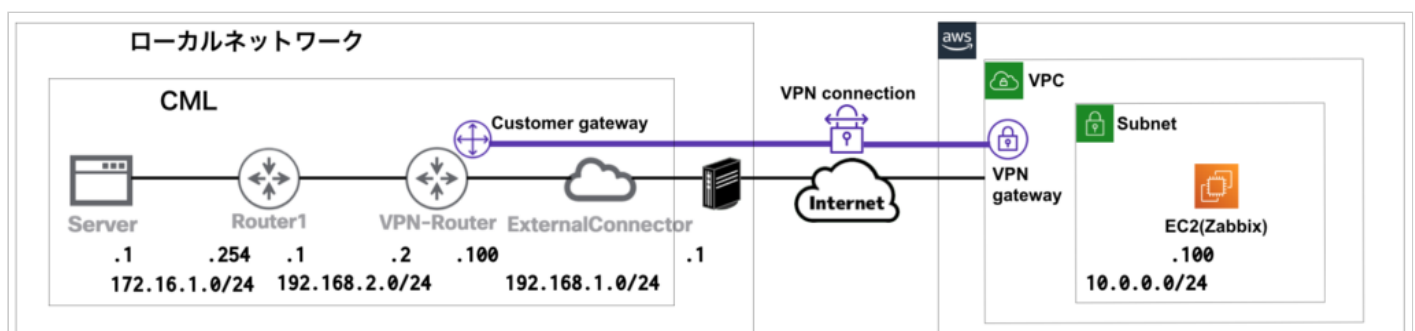 ローカルネットワーク
aws
CML
VPN connection
VPC
Customer gateway
Subnet
Server
Router1
VPN-Router
ExternalConnector
Internet
VPN
gateway
EC2(Zabbix)
.1
.254
.1
.2
.100
.1
.100
172.16.1.0/24
192.168.2.0/24
192.168.1.0/24
10.0.0.0/24